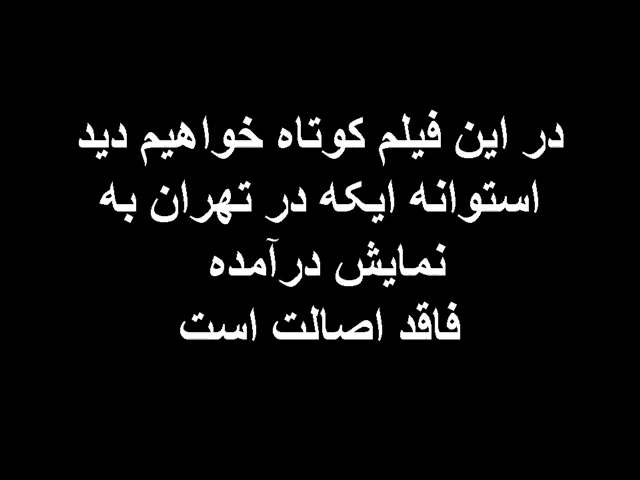 در این فیلم کوتاه خواهیم دید
استوانه ایکه در تهران به
نمایش درآمده
فاقد اصالت است